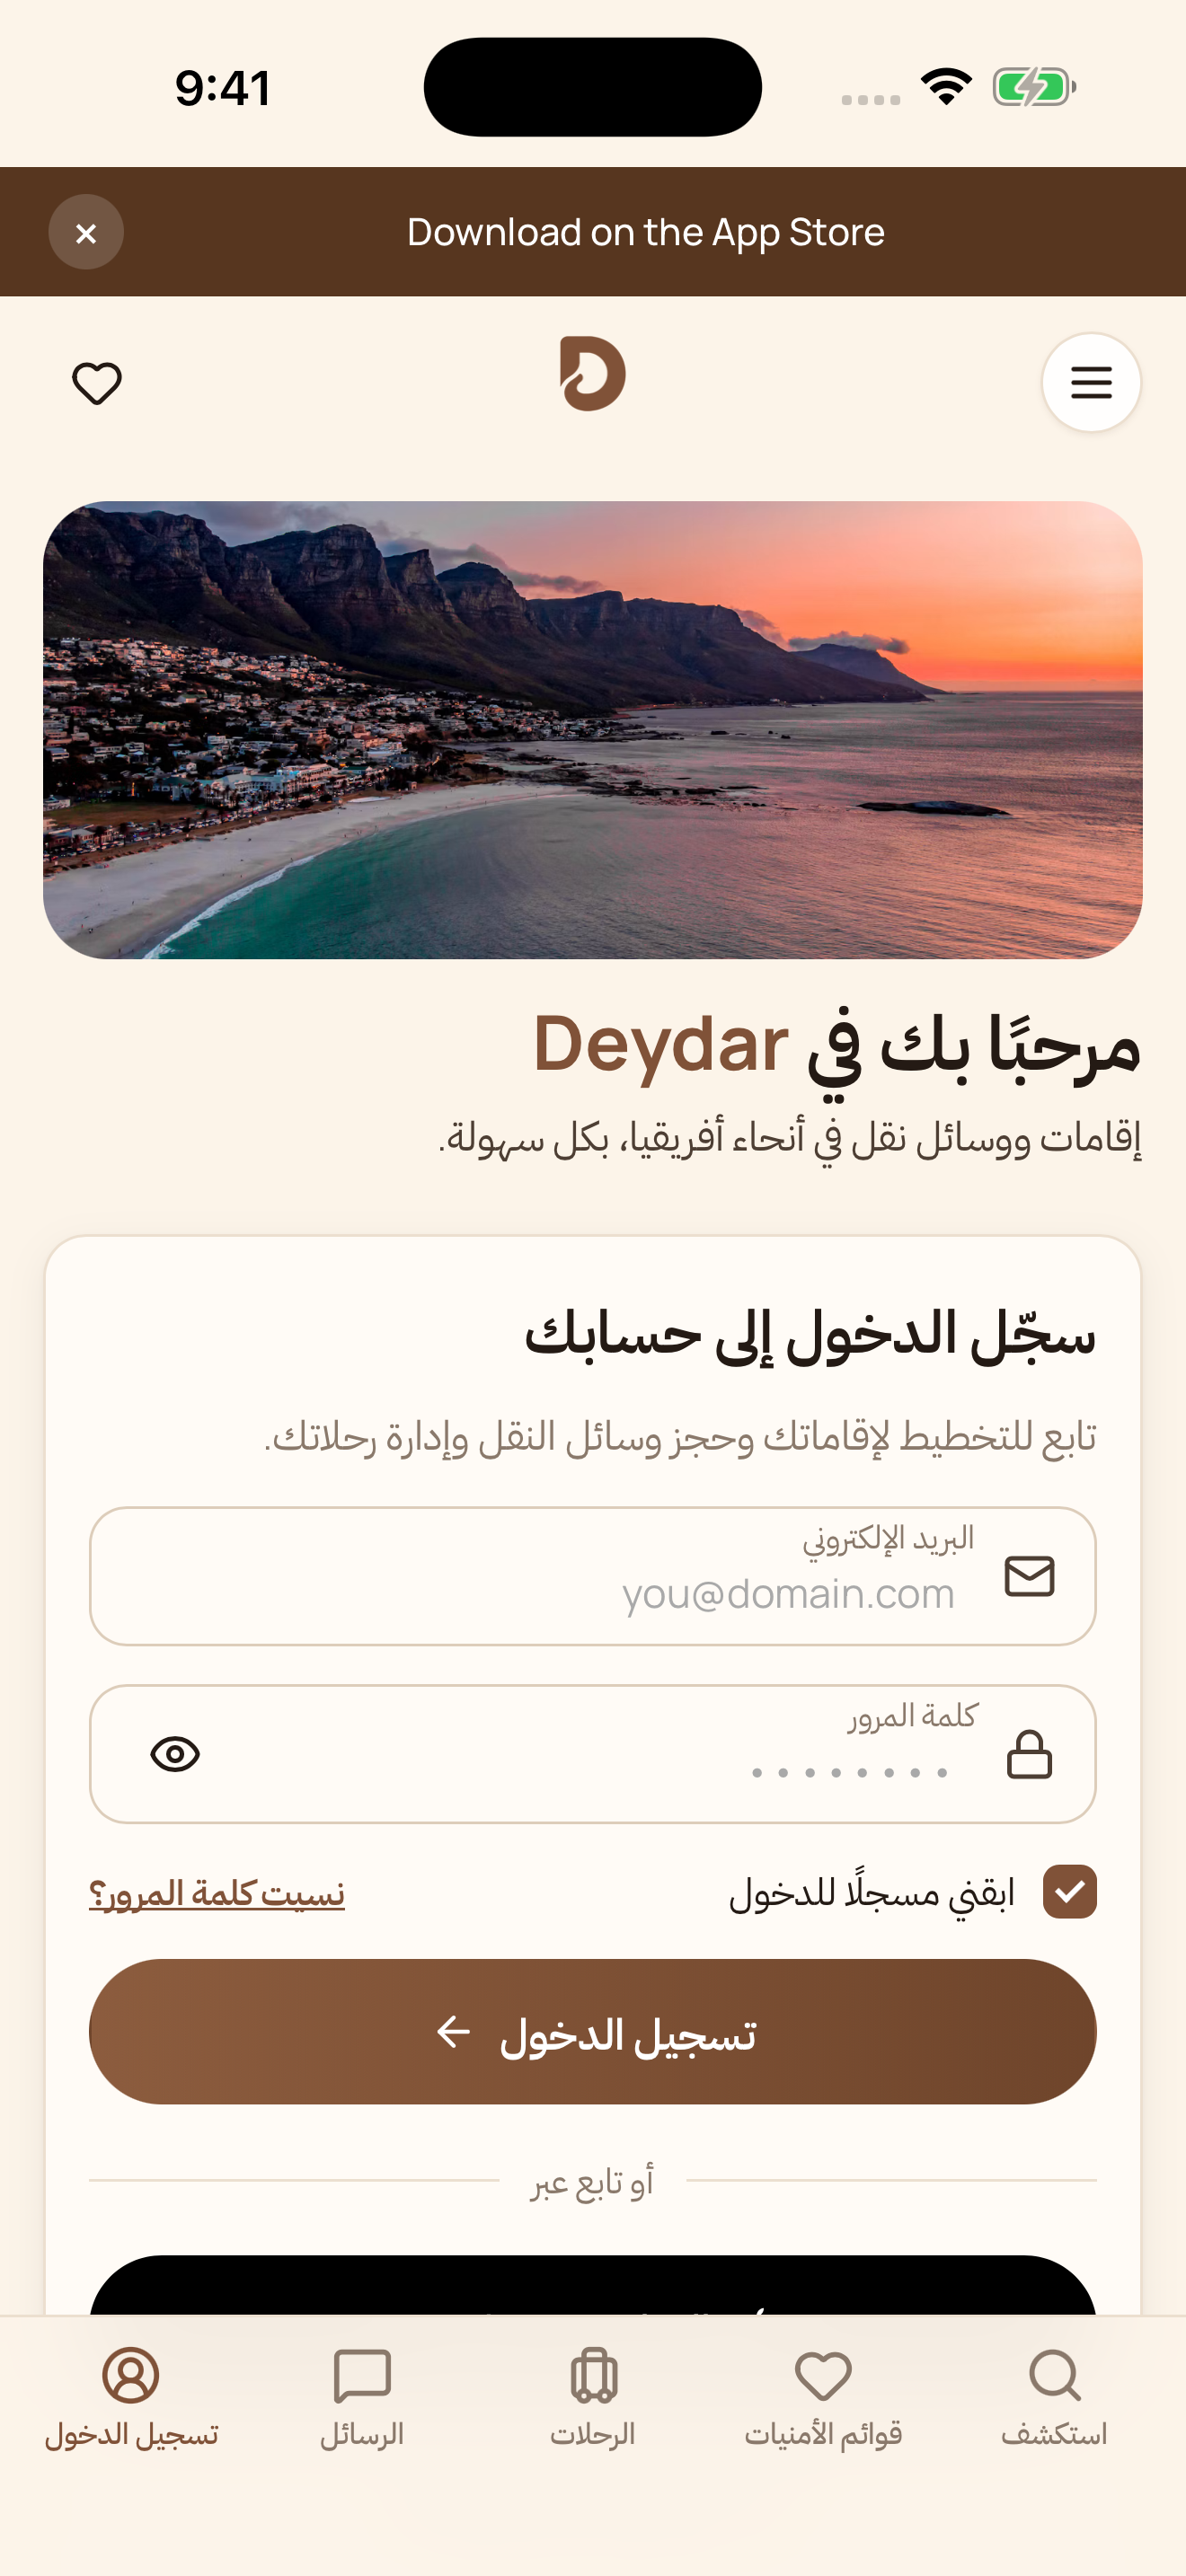 9:41
Download on the App Store
مرحبًا بك في Deydar
إقامات ووسائل نقل في أنحاء أفريقيا، بكل سهولة.
سجّل الدخول إلى حسابك
تابع للتخطيط لإقاماتك وحجز وسائل النقل وإدارة رحلاتك.
البريد الإلكتروني
you@domain.com
كلمة المرور
ابقني مسجلًا للدخول
نسيت كلمة المرور؟
تسجيل الدخول
أو تابع عبر
استكشف
قوائم الأمنيات
الرحلات
الرسائل
تسجيل الدخول